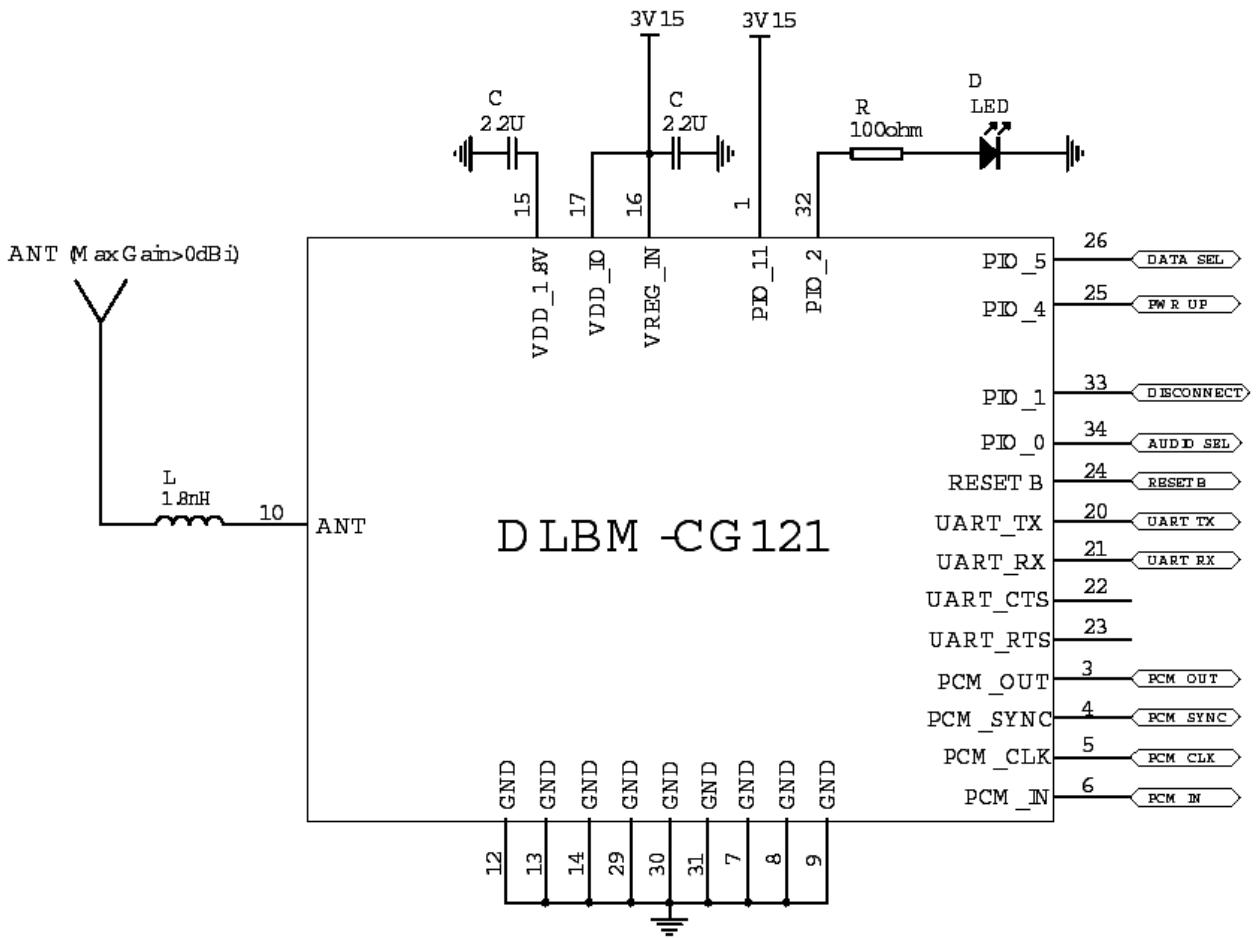 3V15
3V15
C
2.2U
C
2.2U
R
100ohm
D
LED
15
17
16
1
32
ANT (MaxGain>0dBi)
VDD_1.8V
VDD_IO
VREG_IN
PIO_11
PIO_2
PIO_5
26
DATA SEL
PIO_4
25
PWR UP
PIO_1
33
DISCONNECT
PIO_0
34
AUDIO SEL
RESETB
24
RESETB
L
1.8nH
10
ANT
DLBM-CG121
UART_TX
20
UART TX
UART_RX
21
UART RX
UART_CTS
22
UART_RTS
23
PCM_OUT
3
PCM OUT
PCM_SYNC
4
PCM SYNC
PCM_CLK
5
PCM CLK
PCM_IN
6
PCM IN
GND
GND
GND
GND
GND
GND
GND
GND
GND
12
13
14
29
30
31
7
8
9